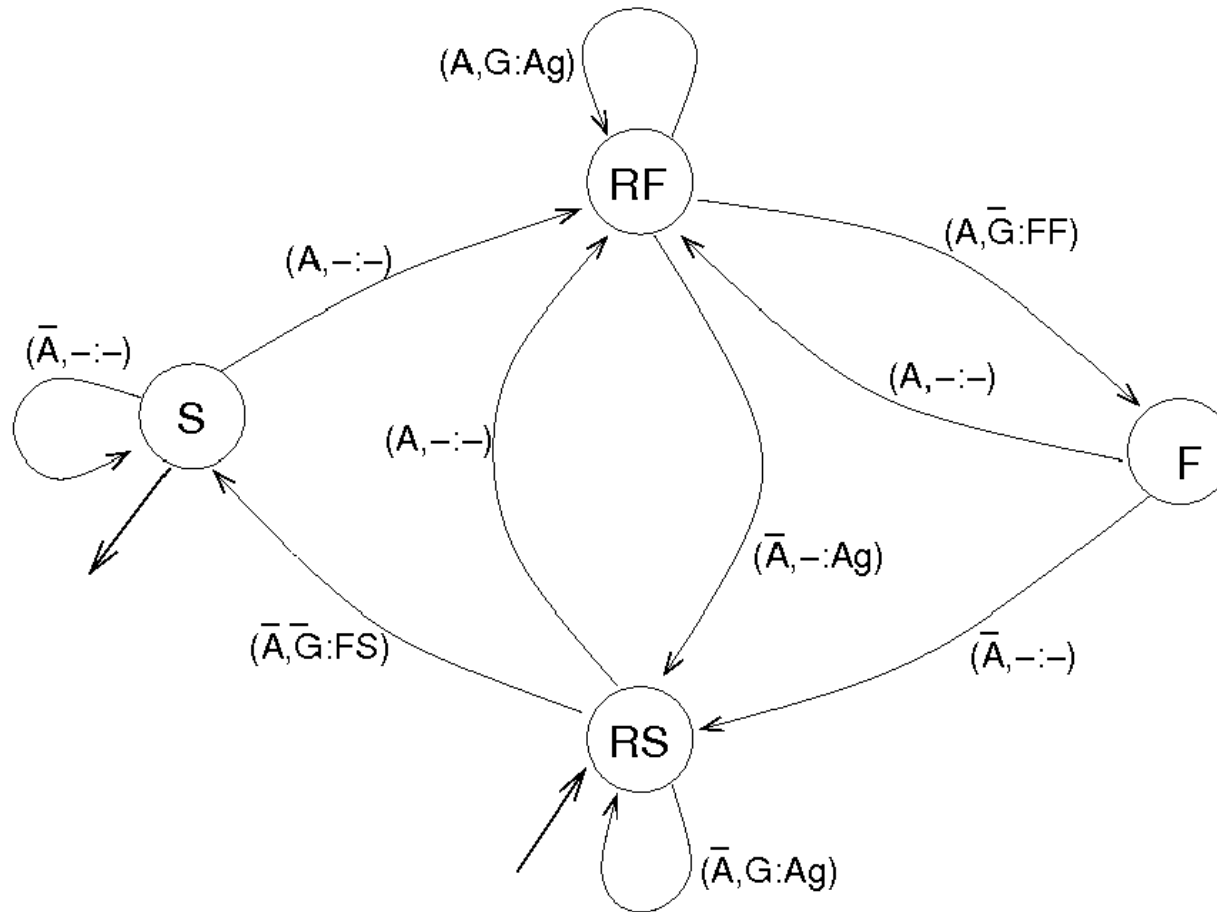 (A,G:Ag)
RF
(A,G̅:FF)
(A,–:–)
(A̅,–:–)
(A,–:–)
S
(A,–:–)
F
(A̅,–:Ag)
(A̅,G̅:FS)
(A̅,–:–)
RS
(A̅,G:Ag)